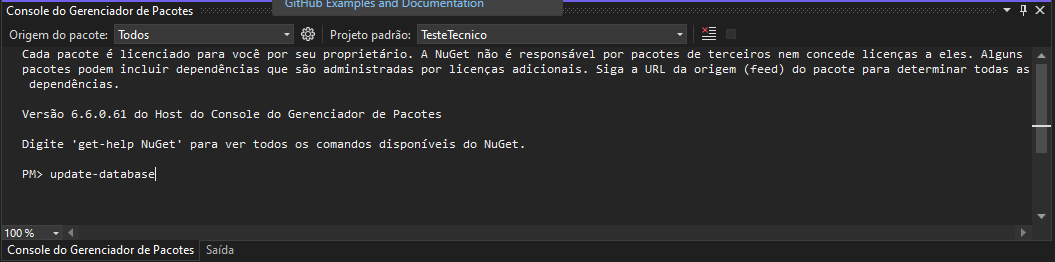 GitHub Examples and Documentation
Console do Gerenciador de Pacotes
Origem do pacote: Todos Projeto padrão: TesteTecnico
Cada pacote é licenciado para você por seu proprietário. A NuGet não é responsável por pacotes de terceiros nem concede licenças a eles. Alguns
pacotes podem incluir dependências que são administradas por licenças adicionais. Siga a URL da origem (feed) do pacote para determinar todas as
dependências.
Versão 6.6.0.61 do Host do Console do Gerenciador de Pacotes
Digite 'get-help NuGet' para ver todos os comandos disponíveis do NuGet.
PM> update-database
100 %
Console do Gerenciador de Pacotes Saída